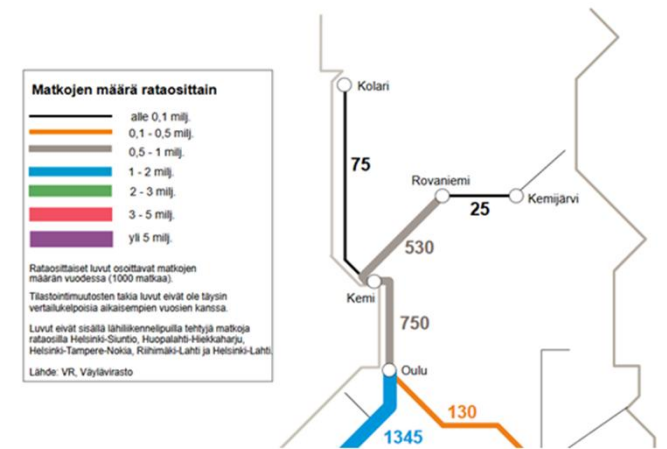 Matkojen määrä rataosittain
alle 0,1 milj.
0,1 - 0,5 milj.
0,5 - 1 milj.
1 - 2 milj.
2 - 3 milj.
3 - 5 milj.
yli 5 milj.
Rataosittaiset luvut osoittavat matkojen
määrän vuodessa (1000 matkaa).
Tilastointimuutosten takia luvut eivät ole täysin
vertailukelpoisia aikaisempien vuosien kanssa.
Luvut eivät sisällä lähiliikennelipuilla tehtyjä matkoja
rataosilla Helsinki-Siuntio, Huopalahti-Hiekkaharju,
Helsinki-Tampere-Nokia, Riihimäki-Lahti ja Helsinki-Lahti.
Lähde: VR, Väylävirasto
Kolari
75
Rovaniemi
Kemijärvi
25
530
Kemi
750
Oulu
130
1345